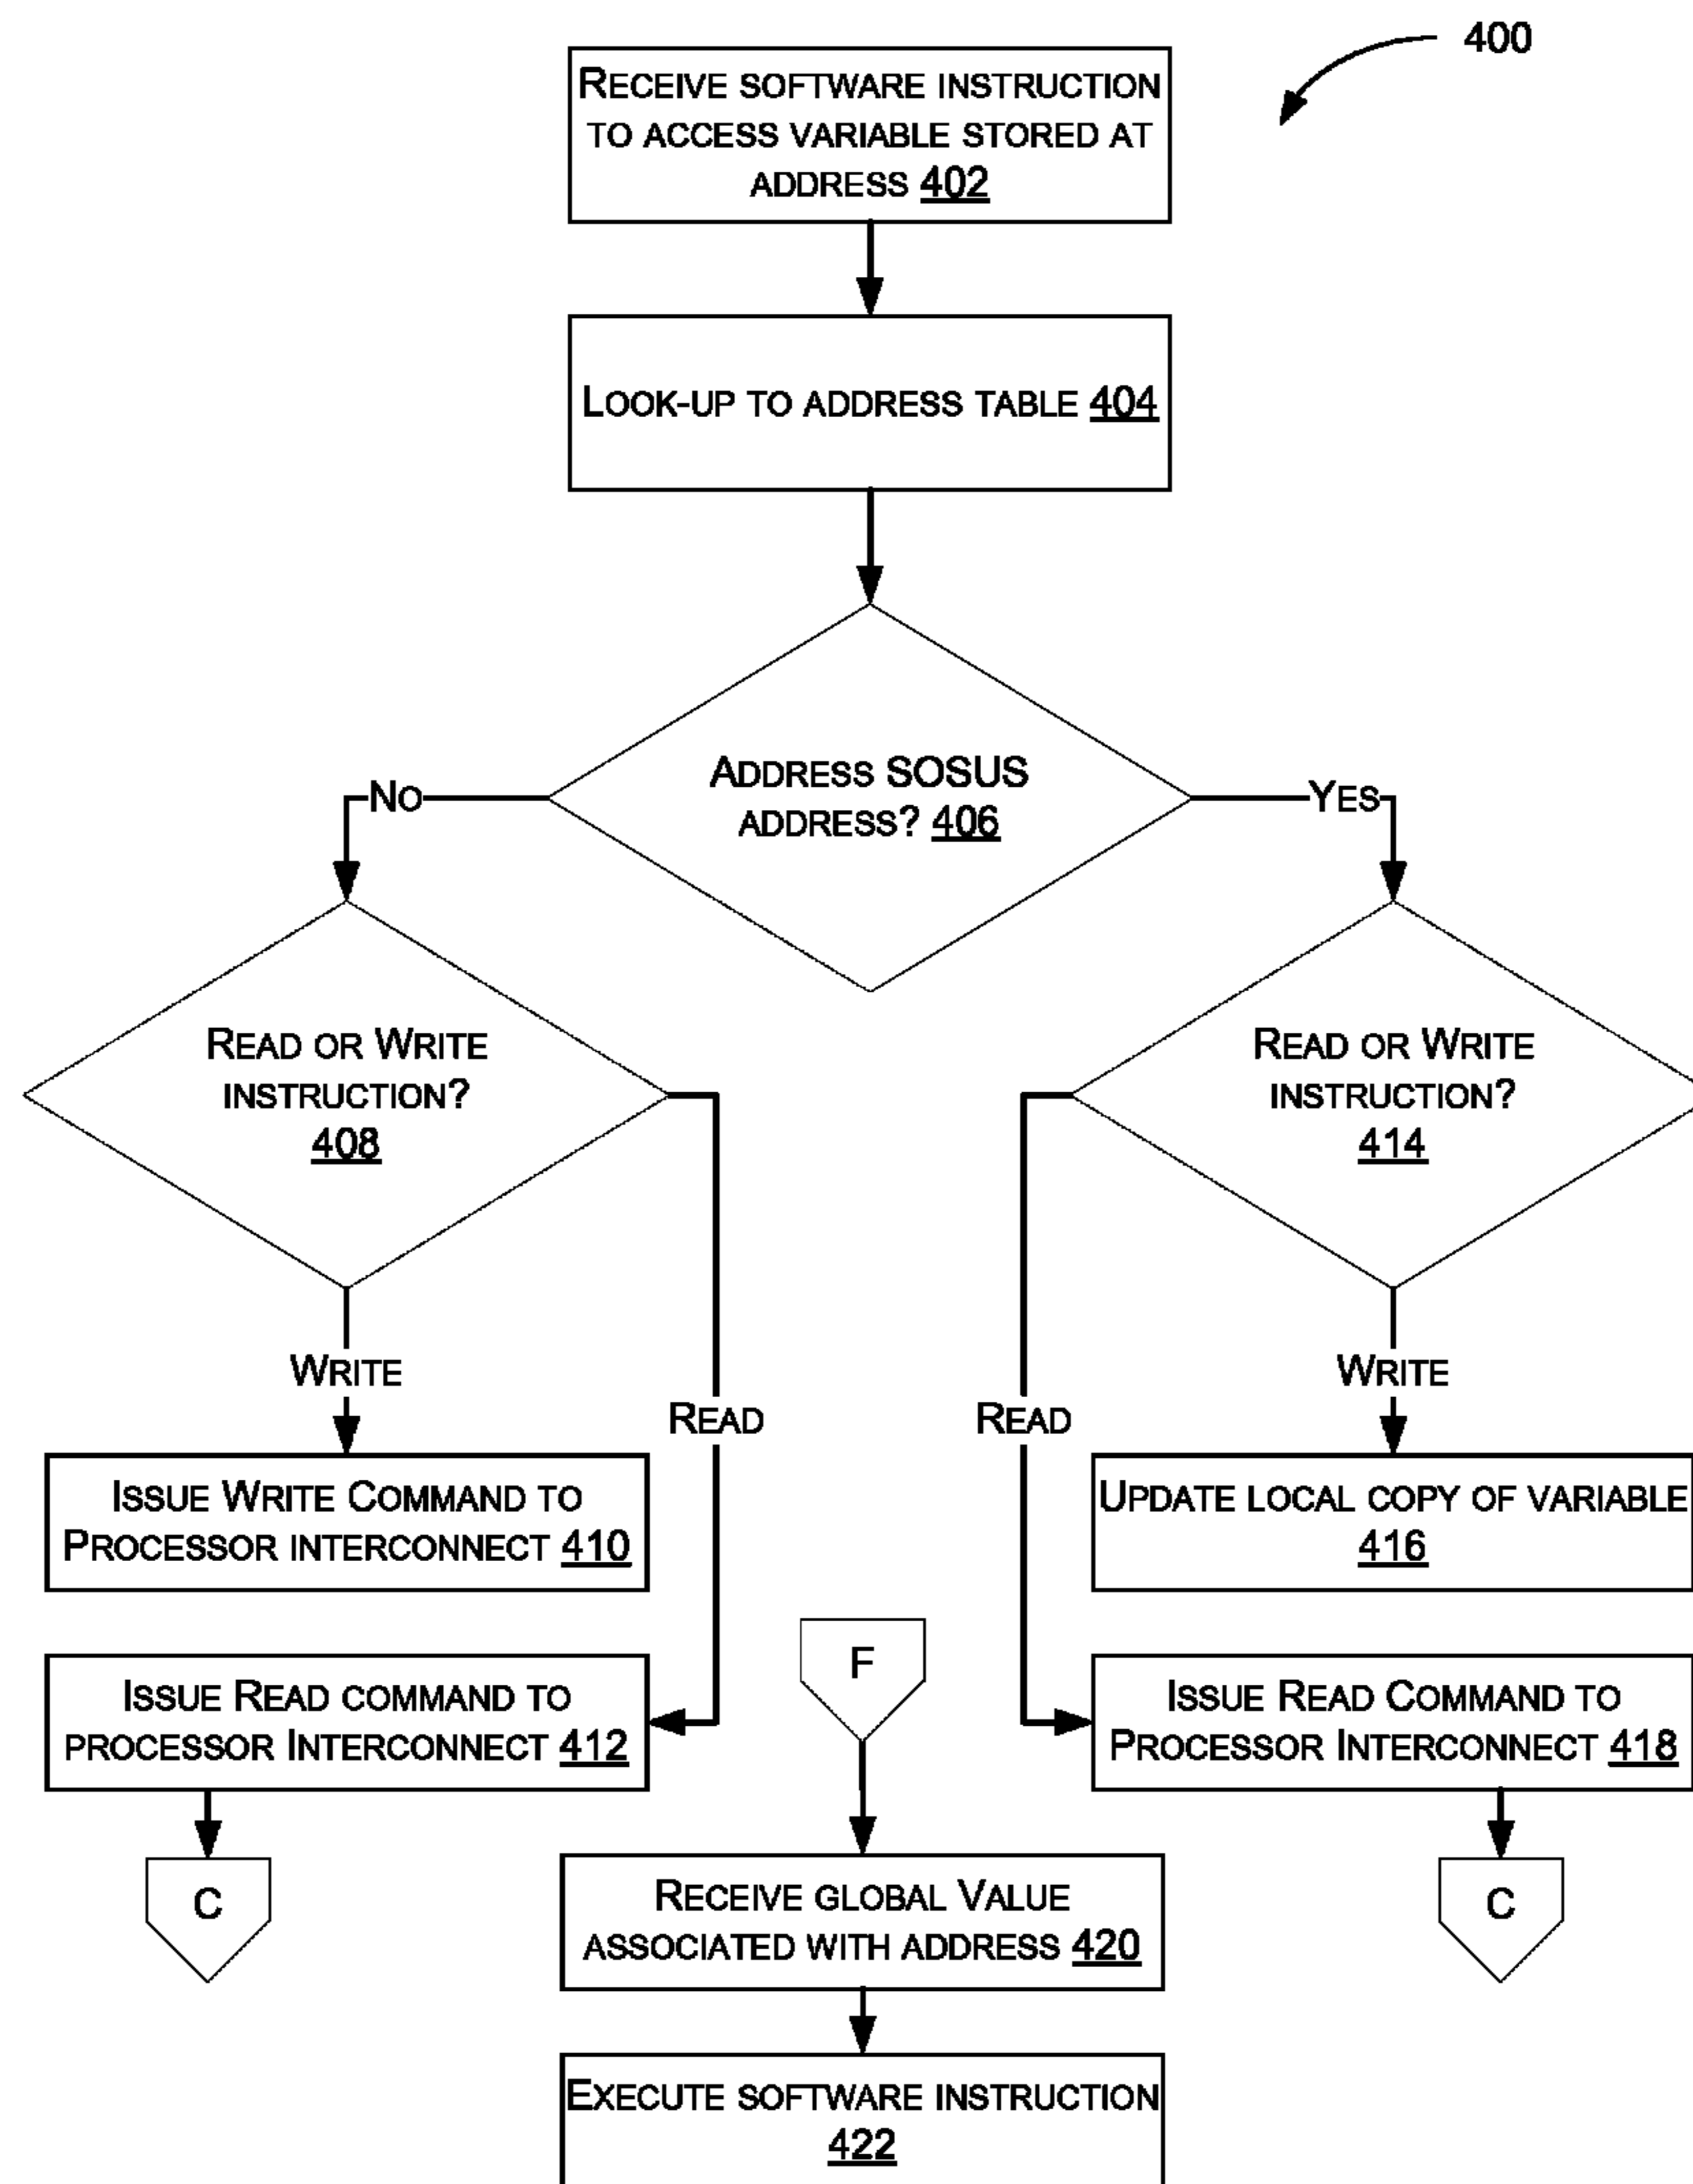 400
Receive software instruction
to access variable stored at
address 402
Look-up to address table 404
Address SOSUS
address? 406
No
Yes
Read or Write
instruction?
408
Read or Write
instruction?
414
Write
Read
Read
Write
Issue Write Command to
Processor interconnect 410
Update local copy of variable
416
F
Issue Read command to
processor Interconnect 412
Issue Read Command to
Processor Interconnect 418
C
Receive global Value
associated with address 420
C
Execute software instruction
422